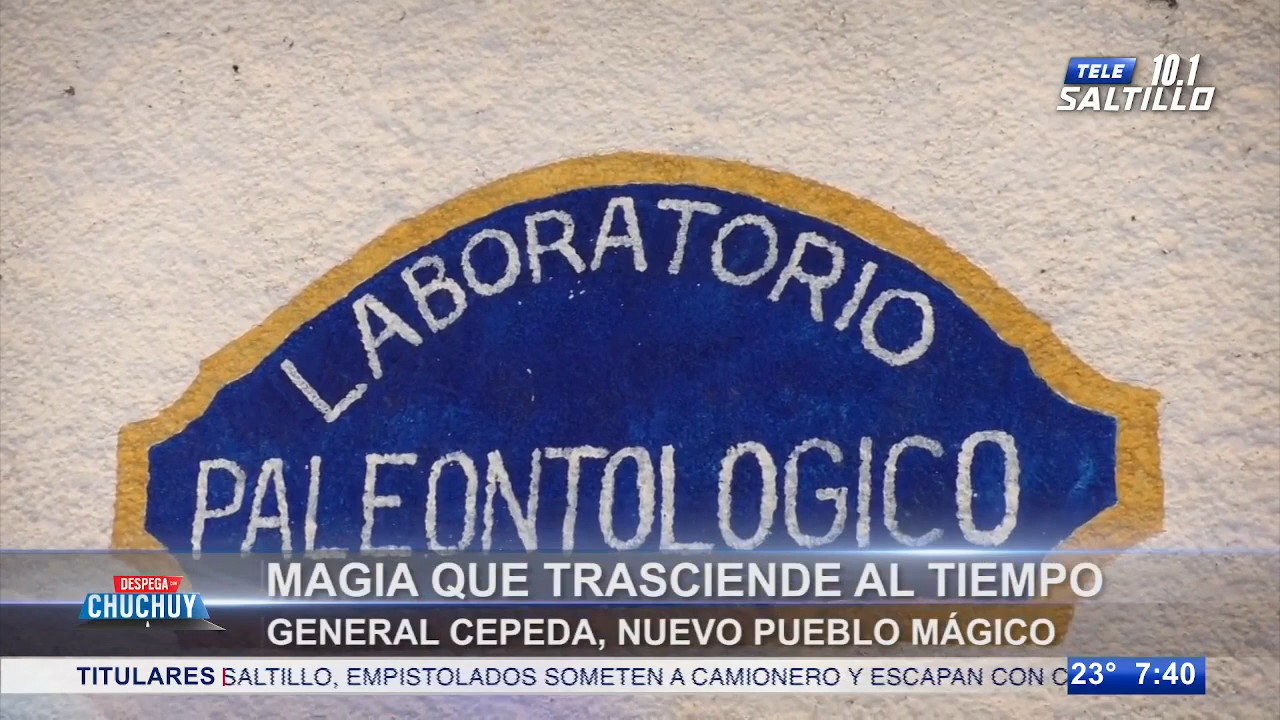 TELE 10.1
SALTILLO
LABORATORIO
PALEONTOLOGICO
MAGIA QUE TRASCIENDE AL TIEMPO
DESPEGA CON
CHUCHUY
GENERAL CEPEDA, NUEVO PUEBLO MÁGICO
TITULARES SALTILLO, EMPISTOLADOS SOMETEN A CAMIONERO Y ESCAPAN CON 23° 7:40